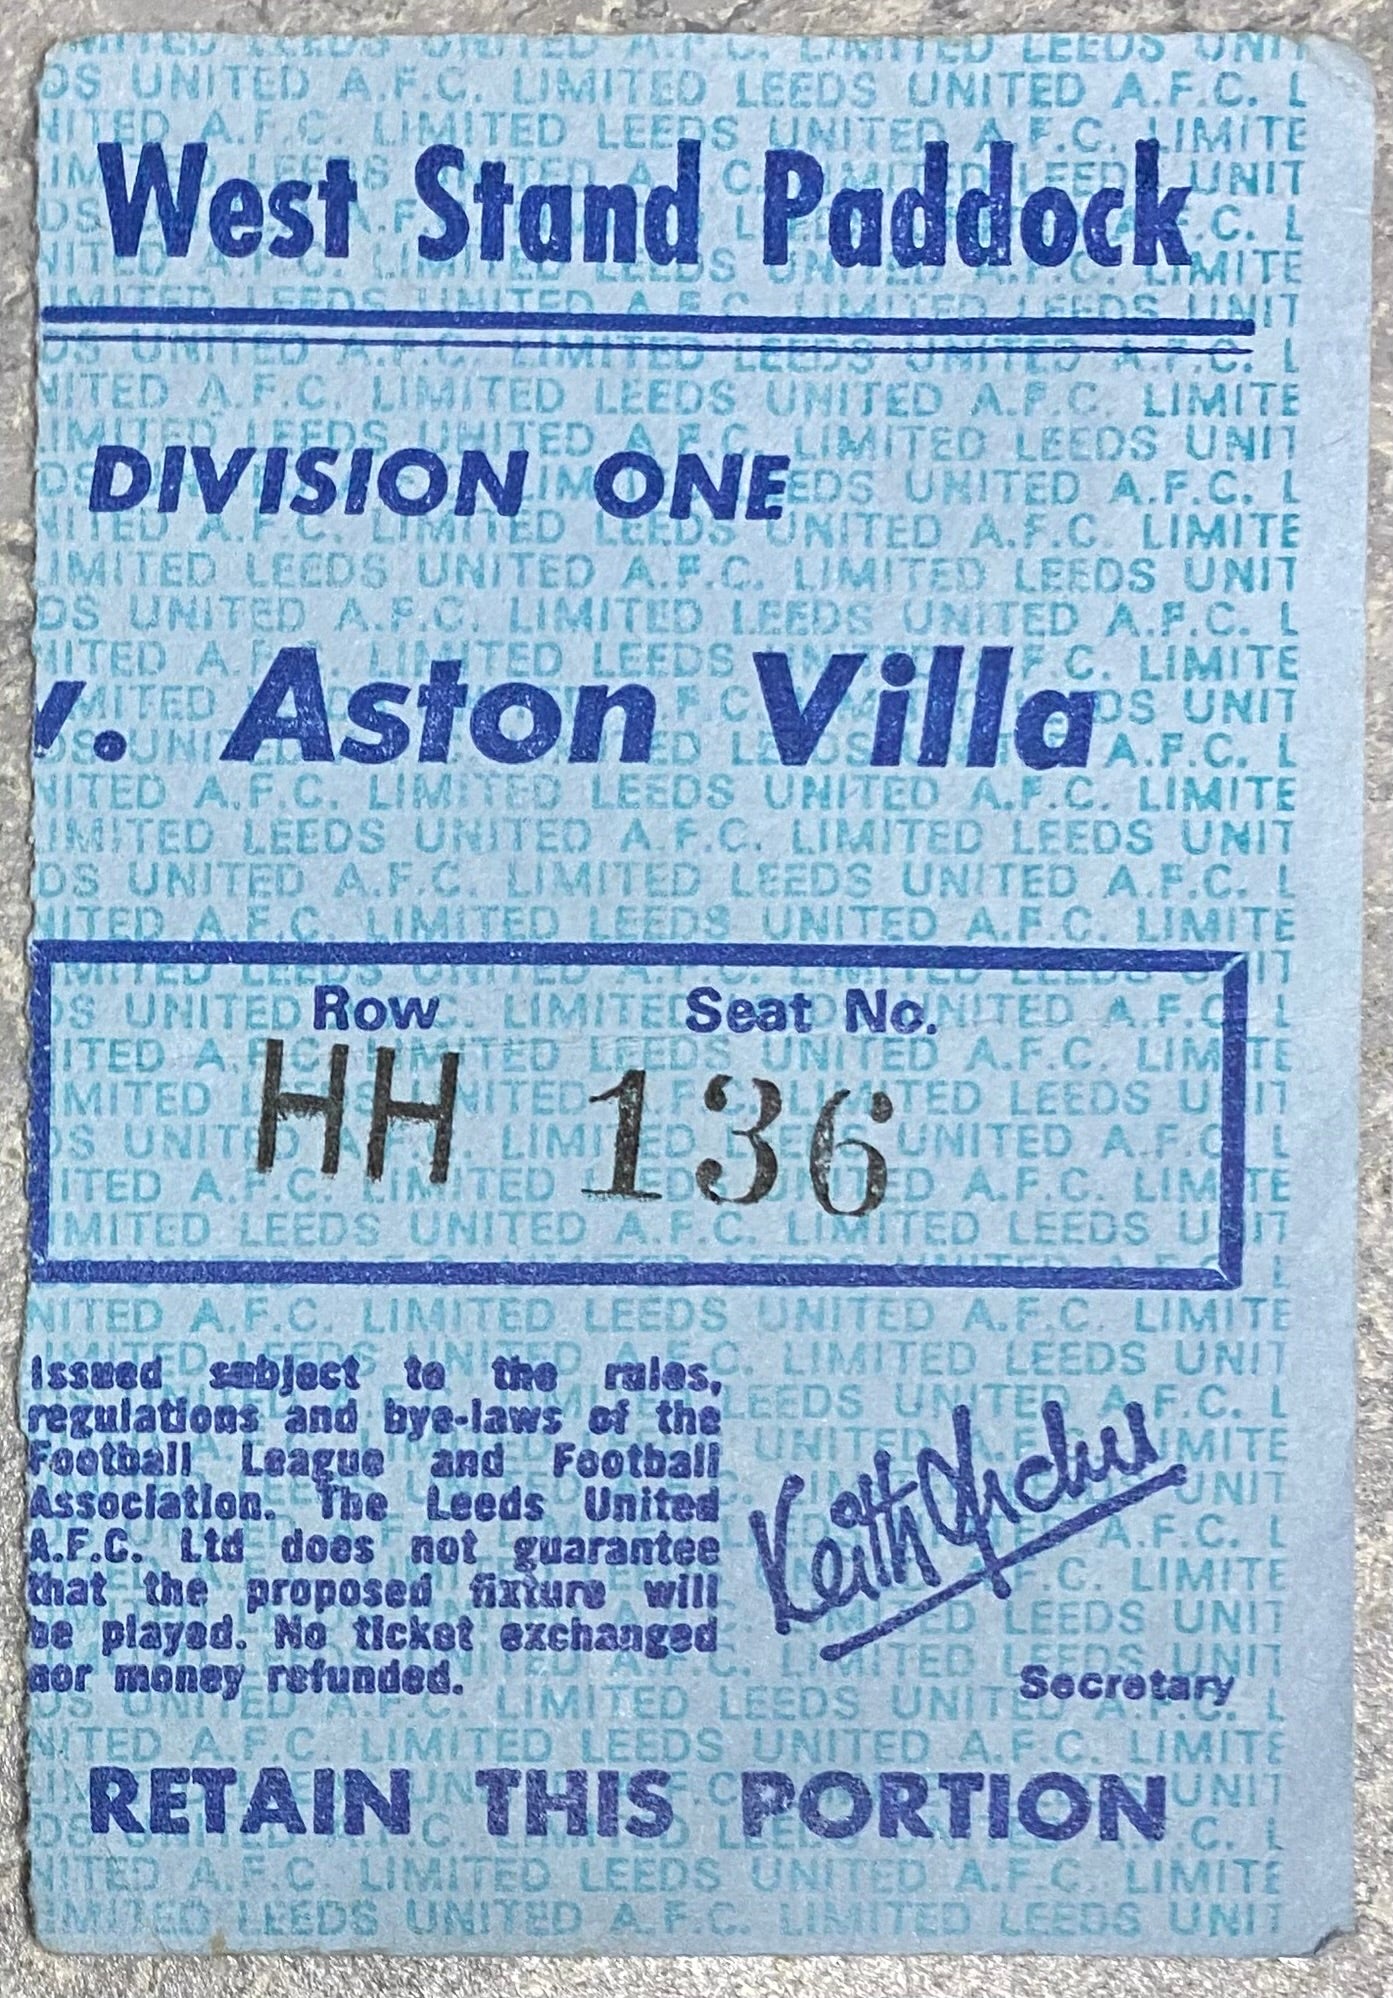 West Stand Paddock
DIVISION ONE
v. Aston Villa
Row Seat No.
HH 136
Issued subject to the rules,
regulations and bye-laws of the
Football League and Football
Association. The Leeds United
A.F.C. Ltd does not guarantee
that the proposed fixture will
be played. No ticket exchanged
nor money refunded.
Keith Archer
Secretary
RETAIN THIS PORTION